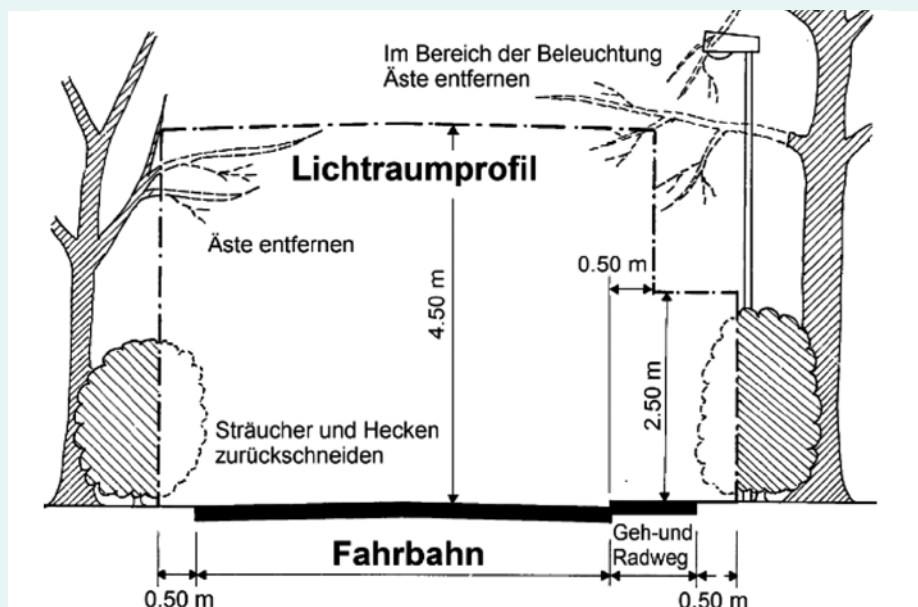 Im Bereich der Beleuchtung
Äste entfernen
Lichtraumprofil
Äste entfernen
0.50 m
4.50 m
2.50 m
Sträucher und Hecken
zurückschneiden
Fahrbahn
Geh-und
Radweg
0.50 m
0.50 m